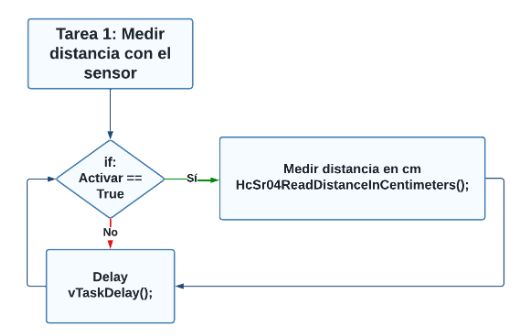 Tarea 1: Medir
distancia con el
sensor
if:
Activar ==
True
Sí
Medir distancia en cm
HcSr04ReadDistanceInCentimeters();
No
Delay
vTaskDelay();